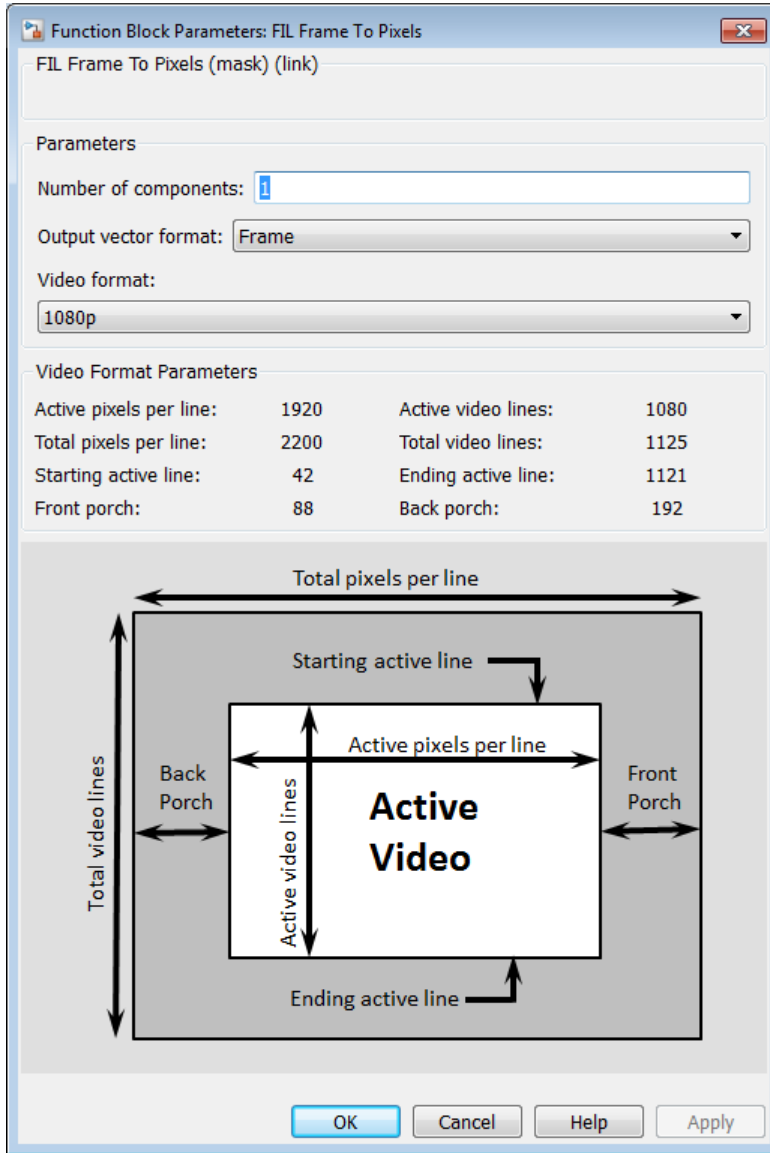 Function Block Parameters: FIL Frame To Pixels
FIL Frame To Pixels (mask) (link)
Parameters
Number of components: 1
Output vector format: Frame
Video format:
1080p
Video Format Parameters
Active pixels per line: 1920 Active video lines: 1080
Total pixels per line: 2200 Total video lines: 1125
Starting active line: 42 Ending active line: 1121
Front porch: 88 Back porch: 192
Total pixels per line
Starting active line
Active pixels per line
Total video lines
Back
Porch
Active video lines
Active
Video
Front
Porch
Ending active line
OK Cancel Help Apply